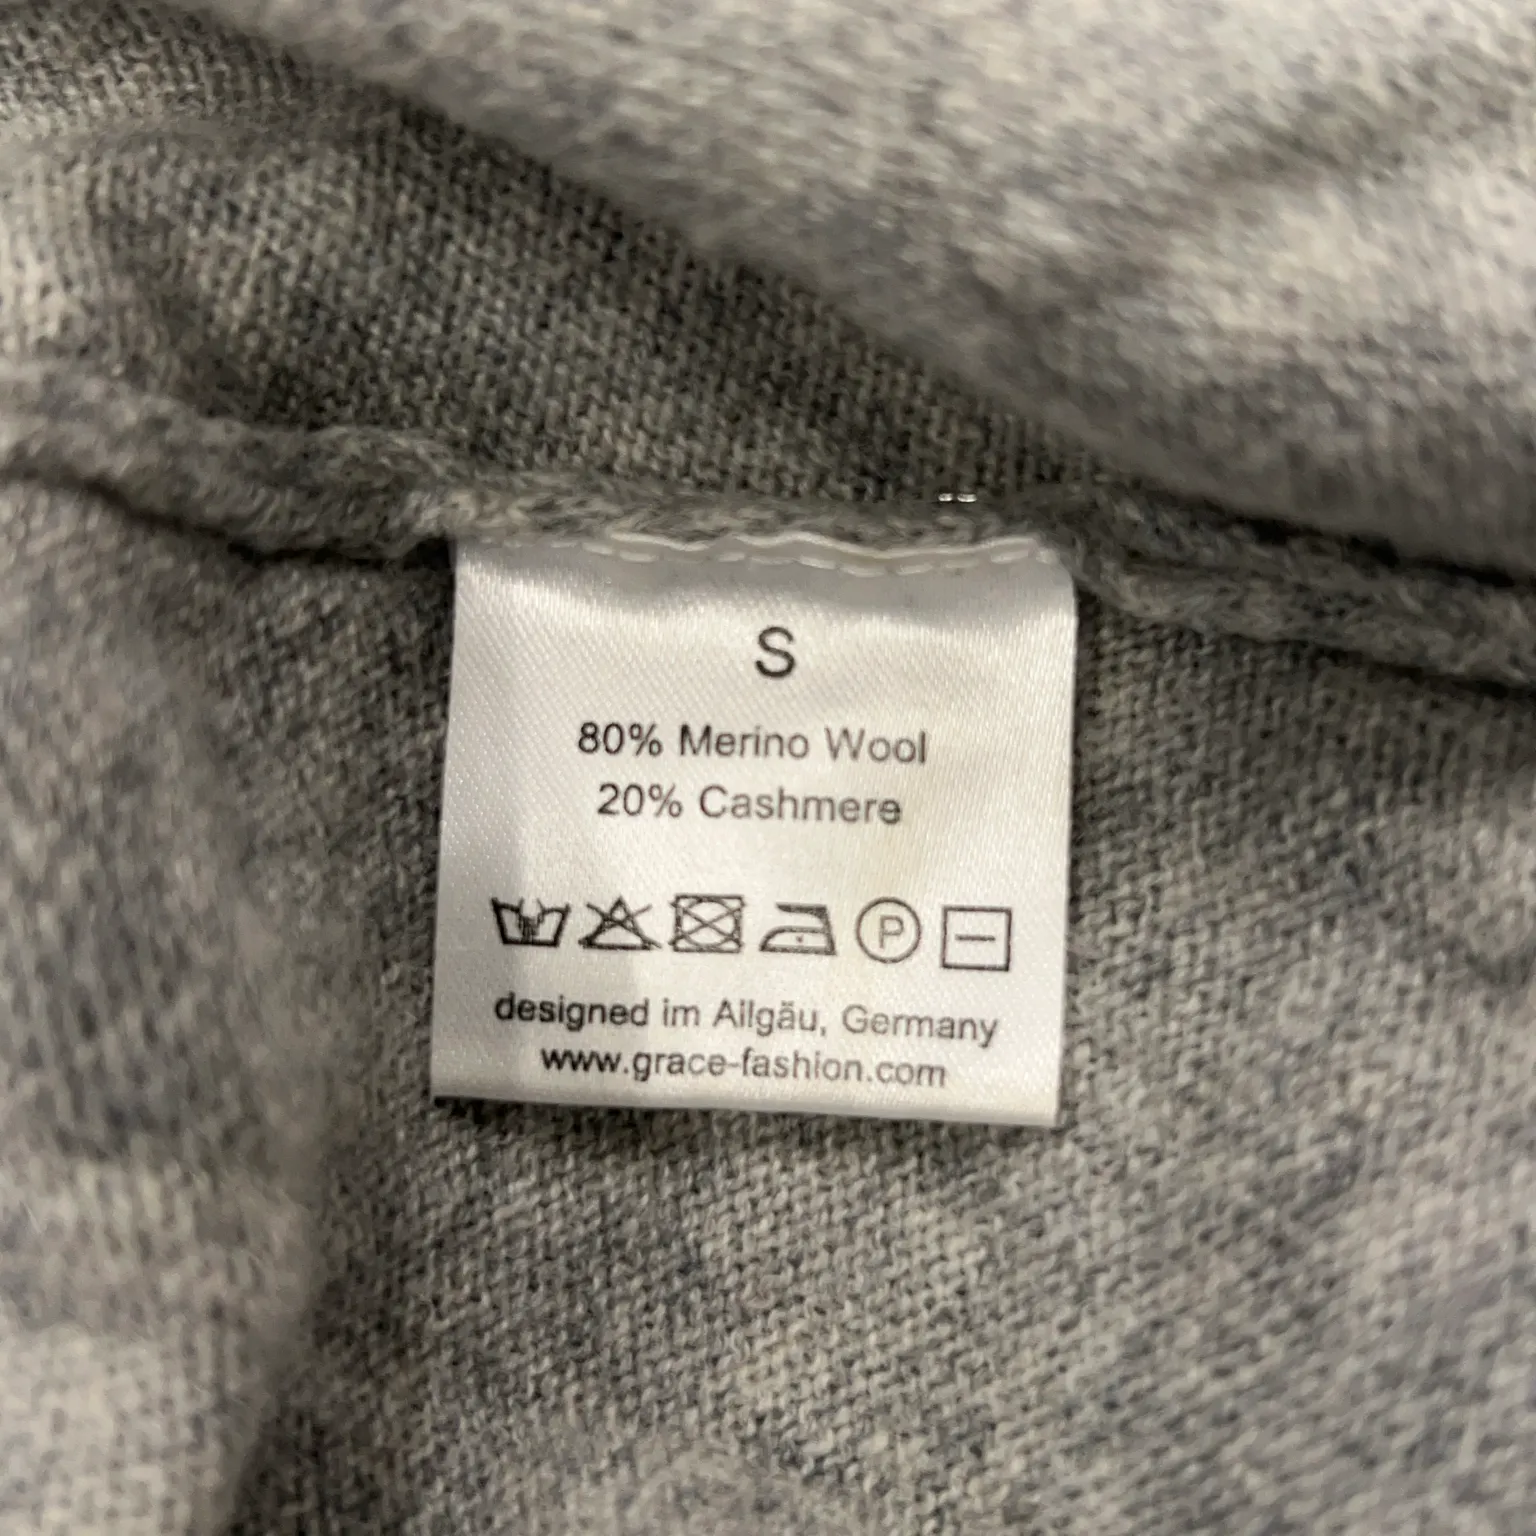 S
80% Merino Wool
20% Cashmere
P
designed im Allgäu, Germany
www.grace-fashion.com